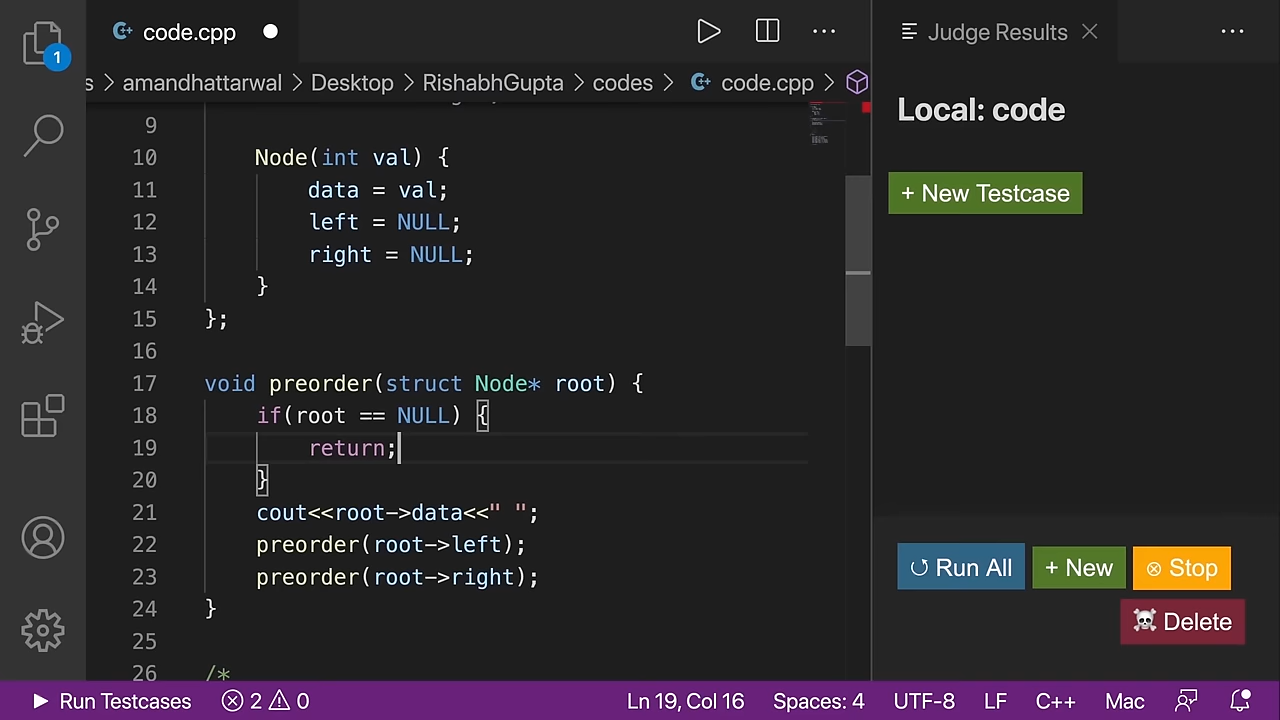 1
code.cpp
s > amandhattarwal > Desktop > RishabhGupta > codes > code.cpp >
9
10 Node(int val) {
11 data = val;
12 left = NULL;
13 right = NULL;
14 }
15 };
16
17 void preorder(struct Node* root) {
18 if(root == NULL) {
19 return;
20 }
21 cout<<root->data<<" ";
22 preorder(root->left);
23 preorder(root->right);
24 }
25
26 /*
Judge Results
Local: code
+ New Testcase
Run All
+ New
Stop
Delete
Run Testcases 2 0 Ln 19, Col 16 Spaces: 4 UTF-8 LF C++ Mac